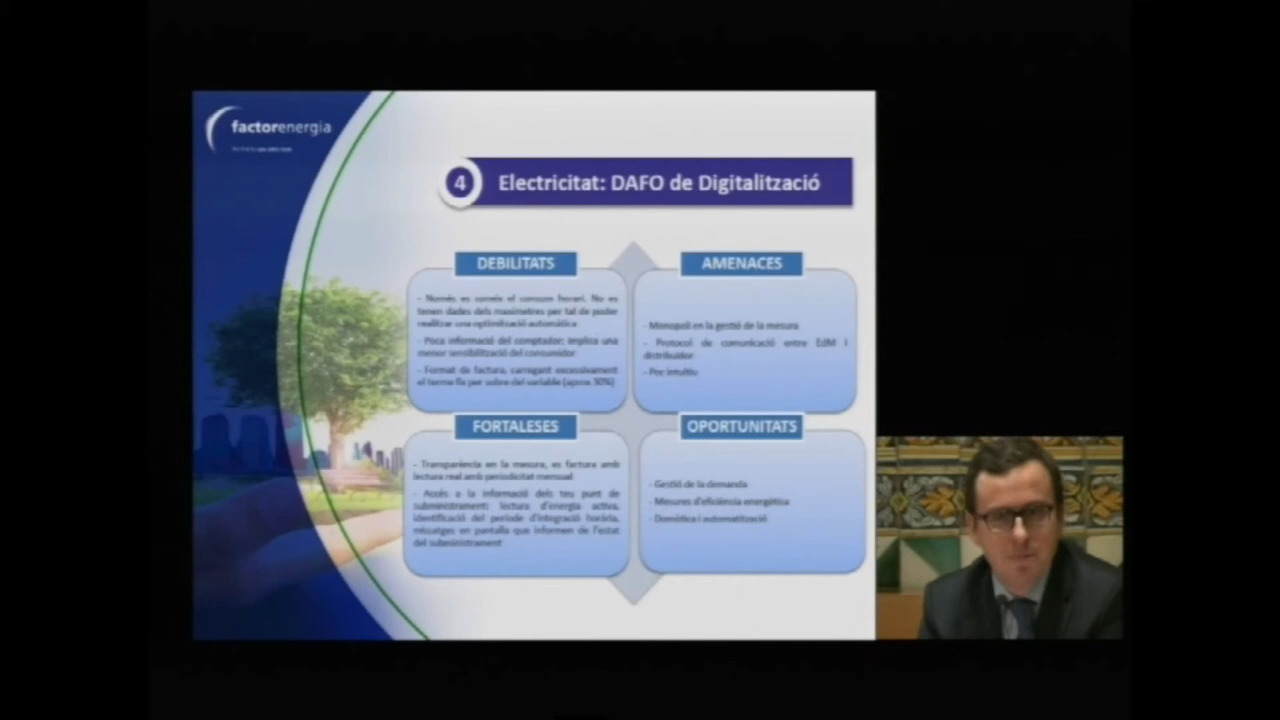 factorenergia
4
Electricitat: DAFO de Digitalització
DEBILITATS
- Només es coneix el consum horari. No es
tenen dades dels maxímetres per tal de poder
realitzar una optimització automàtica
- Poca informació del comptador; implica una
menor sensibilització del consumidor
- Format de factura, carregant excessivament
el terme fix per sobre del variable (aprox 30%)
AMENACES
- Monopoli en la gestió de la mesura
- Protocol de comunicació entre EdM i
distribuïdor
- Poc intuïtiu
FORTALESES
- Transparència en la mesura, es factura amb
lectura real amb periodicitat mensual
- Accés a la informació dels teu punt de
subministrament: lectura d'energia activa,
identificació del període d'integració horària,
missatges en pantalla que informen de l'estat
del subministrament
OPORTUNITATS
- Gestió de la demanda
- Mesures d'eficiència energètica
- Domòtica i automatització